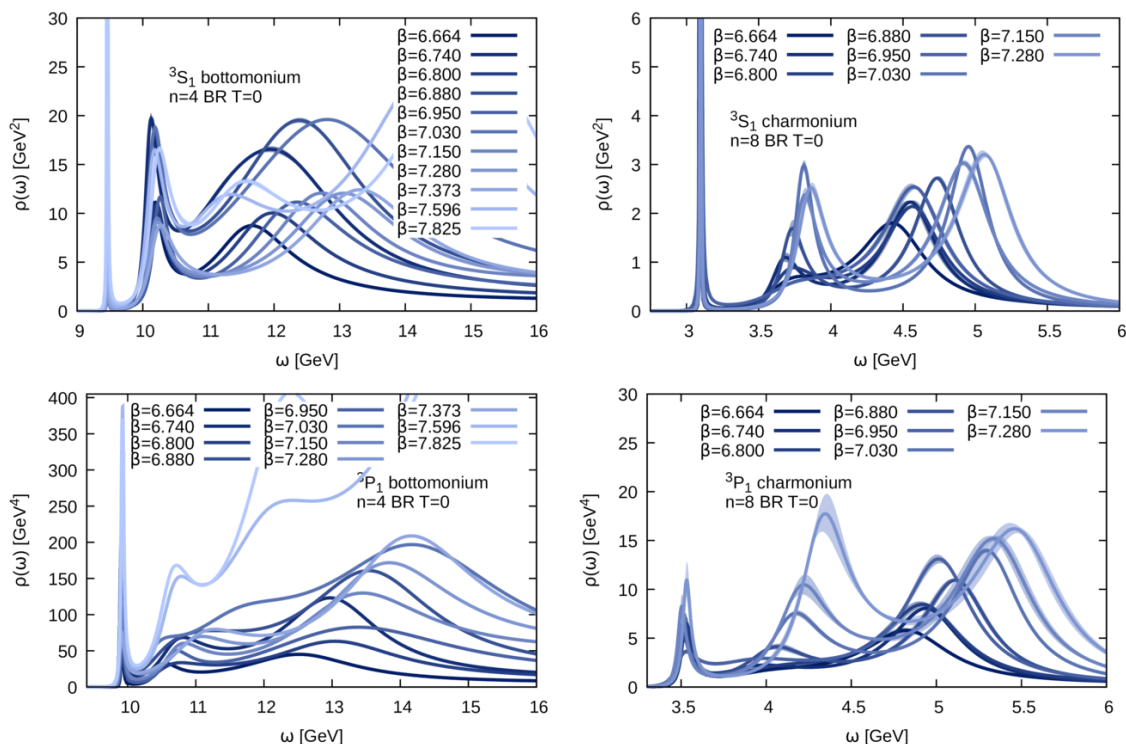 30
25
20
15
10
5
0
ρ(ω) [GeV²]
³S₁ bottomonium
n=4 BR T=0
β=6.664
β=6.740
β=6.800
β=6.880
β=6.950
β=7.030
β=7.150
β=7.280
β=7.373
β=7.596
β=7.825
9 10 11 12 13 14 15 16
ω [GeV]
6
5
4
3
2
1
0
ρ(ω) [GeV²]
β=6.664 β=6.880 β=7.150
β=6.740 β=6.950 β=7.280
β=6.800 β=7.030
³S₁ charmonium
n=8 BR T=0
3 3.5 4 4.5 5 5.5 6
ω [GeV]
400
350
300
250
200
150
100
50
0
ρ(ω) [GeV⁴]
β=6.664 β=6.950 β=7.373
β=6.740 β=7.030 β=7.596
β=6.800 β=7.150 β=7.825
β=6.880 β=7.280
³P₁ bottomonium
n=4 BR T=0
10 11 12 13 14 15 16
ω [GeV]
30
25
20
15
10
5
0
ρ(ω) [GeV⁴]
β=6.664 β=6.880 β=7.150
β=6.740 β=6.950 β=7.280
β=6.800 β=7.030
³P₁ charmonium
n=8 BR T=0
3.5 4 4.5 5 5.5 6
ω [GeV]